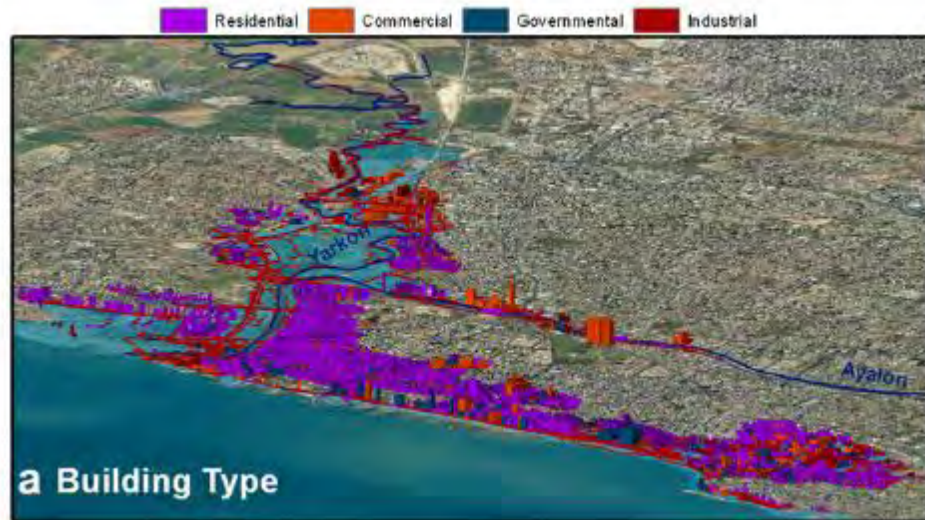 Residential Commercial Governmental Industrial
Yarkon
Ayalon
a Building Type